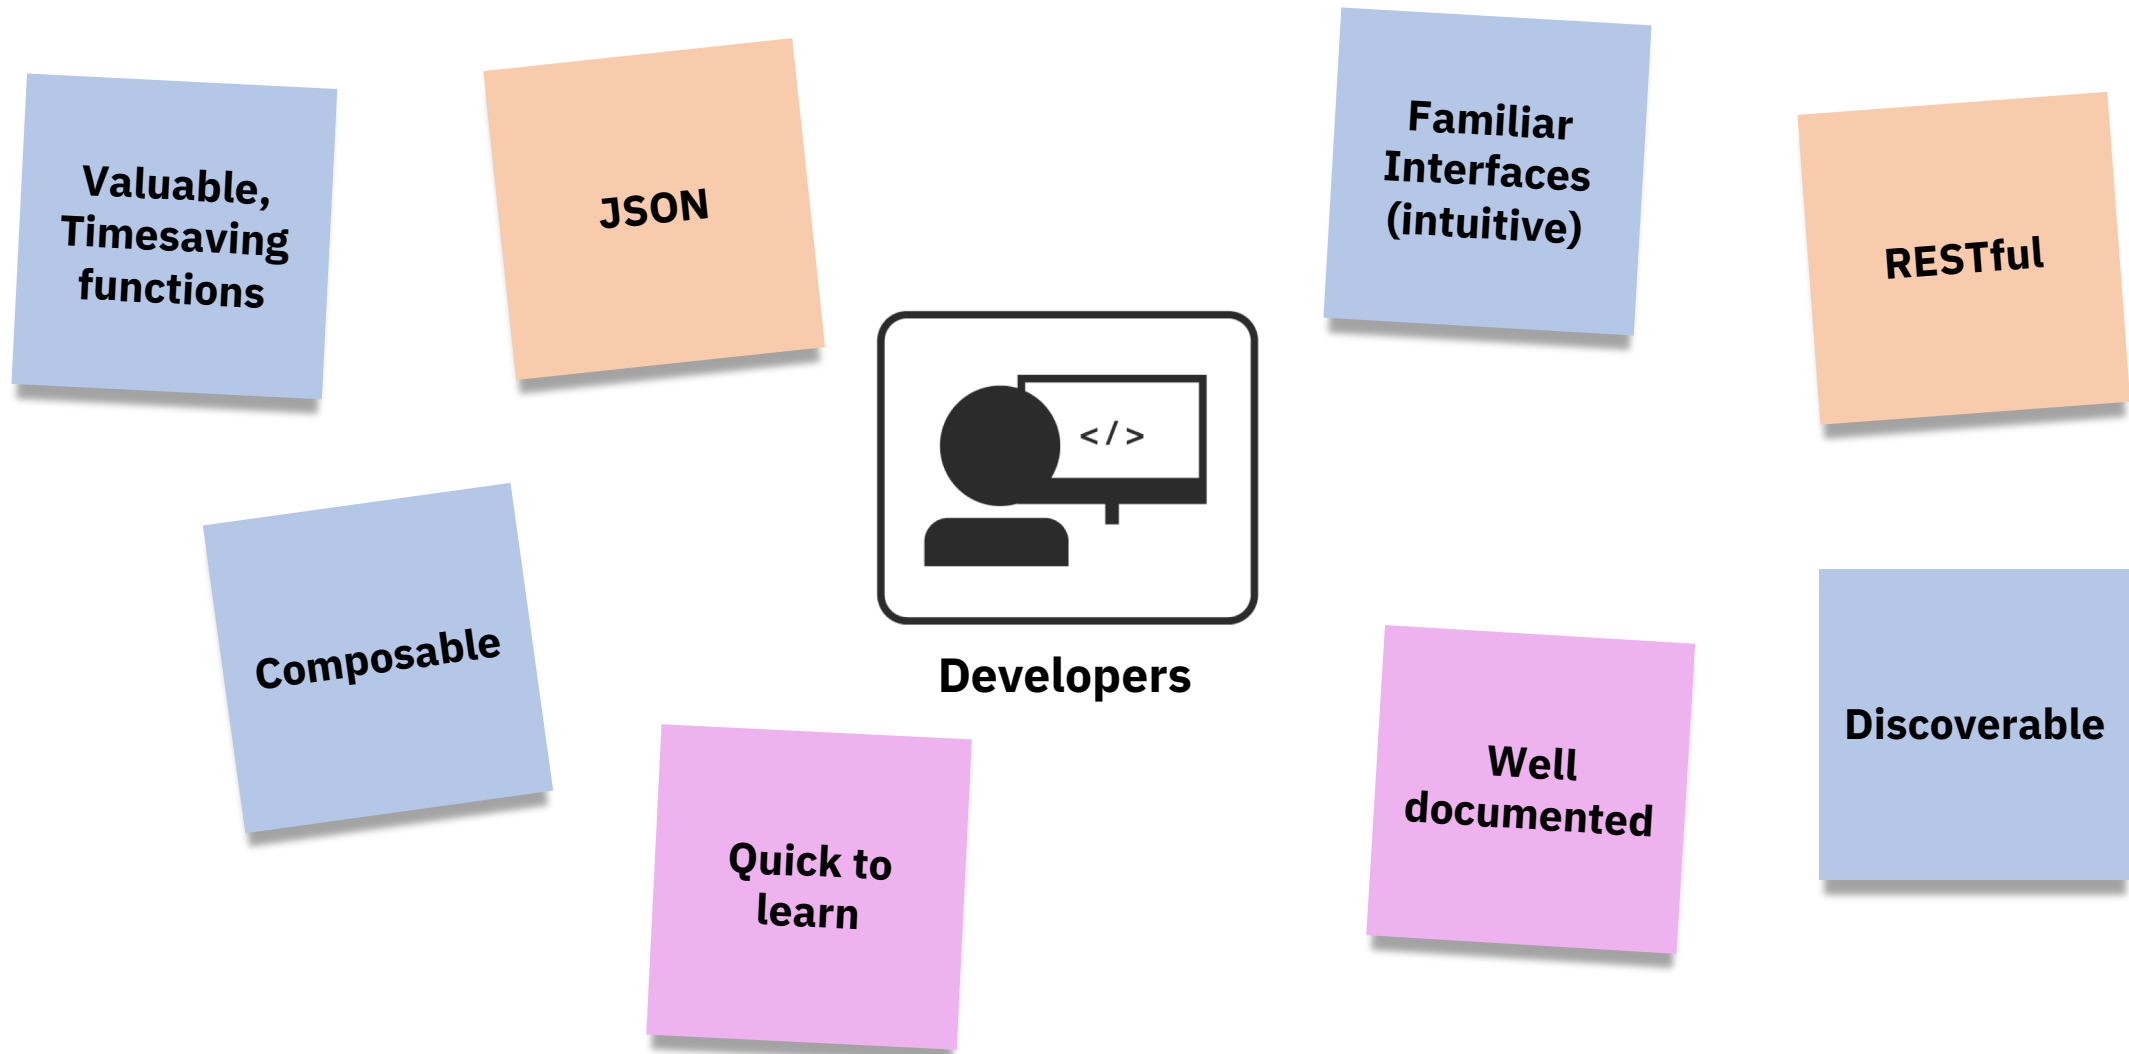 Valuable,
Timesaving
functions
JSON
Familiar
Interfaces
(intuitive)
RESTful
</>
Developers
Composable
Quick to
learn
Well
documented
Discoverable